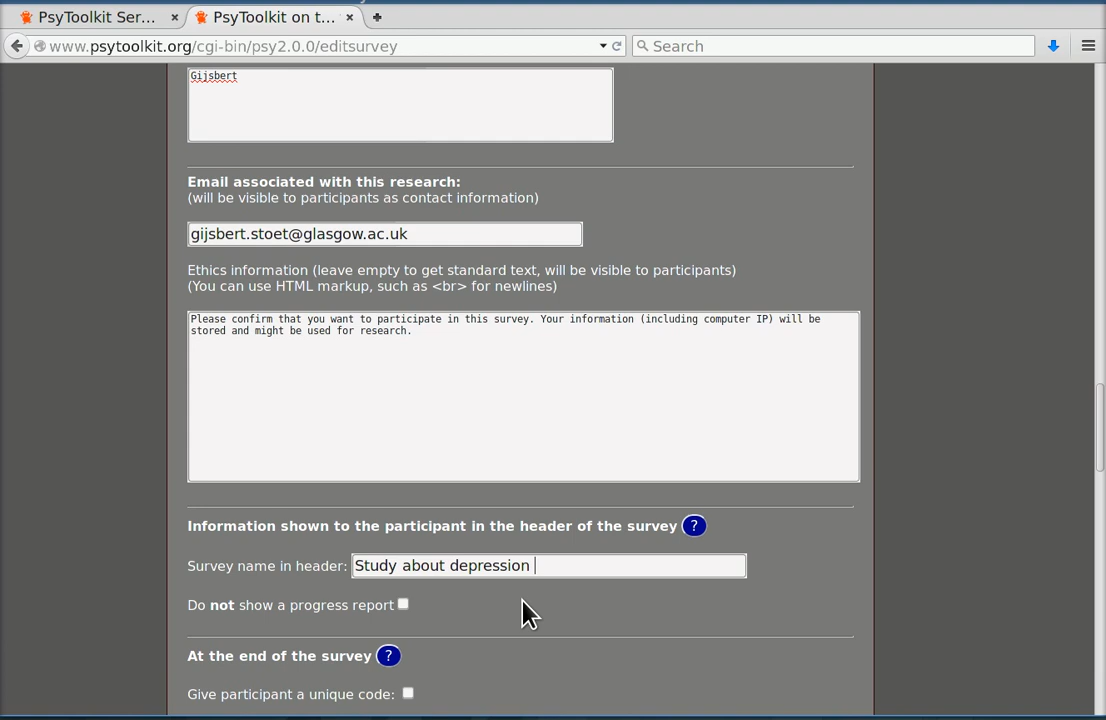 PsyToolkit Ser... × PsyToolkit on t... × +
www.psytoolkit.org/cgi-bin/psy2.0.0/editsurvey Search
Gijsbert
Email associated with this research:
(will be visible to participants as contact information)
gijsbert.stoet@glasgow.ac.uk
Ethics information (leave empty to get standard text, will be visible to participants)
(You can use HTML markup, such as <br> for newlines)
Please confirm that you want to participate in this survey. Your information (including computer IP) will be
stored and might be used for research.
Information shown to the participant in the header of the survey ?
Survey name in header: Study about depression
Do not show a progress report
At the end of the survey ?
Give participant a unique code: